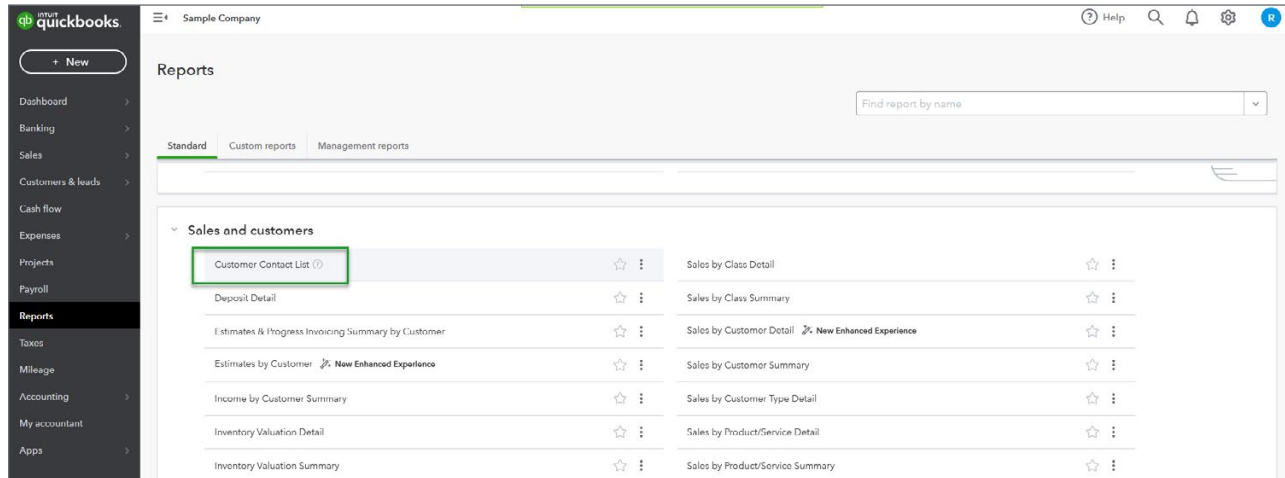 INTUIT
quickbooks.
Sample Company
Help
R
+ New
Dashboard
Banking
Sales
Customers & leads
Cash flow
Expenses
Projects
Payroll
Reports
Taxes
Mileage
Accounting
My accountant
Apps
Reports
Find report by name
Standard Custom reports Management reports
Sales and customers
Customer Contact List
Deposit Detail
Estimates & Progress Invoicing Summary by Customer
Estimates by Customer New Enhanced Experience
Income by Customer Summary
Inventory Valuation Detail
Inventory Valuation Summary
Sales by Class Detail
Sales by Class Summary
Sales by Customer Detail New Enhanced Experience
Sales by Customer Summary
Sales by Customer Type Detail
Sales by Product/Service Detail
Sales by Product/Service Summary